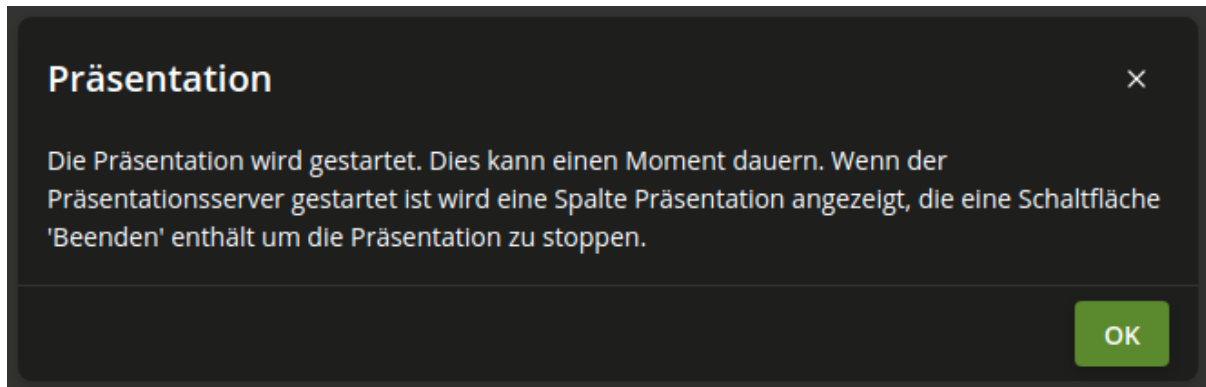 Präsentation
Die Präsentation wird gestartet. Dies kann einen Moment dauern. Wenn der
Präsentationsserver gestartet ist wird eine Spalte Präsentation angezeigt, die eine Schaltfläche
'Beenden' enthält um die Präsentation zu stoppen.
OK